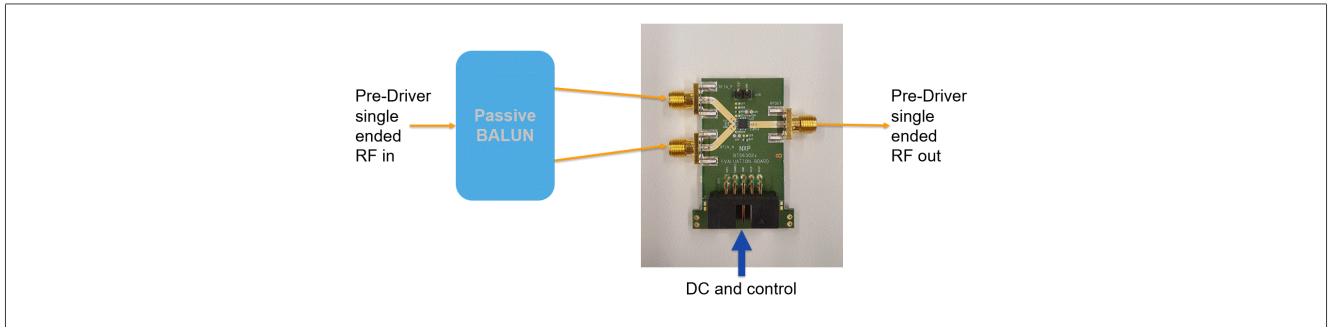 Pre-Driver
single
ended
RF in
Passive
BALUN
NXP
EVALUATION BOARD
Pre-Driver
single
ended
RF out
DC and control